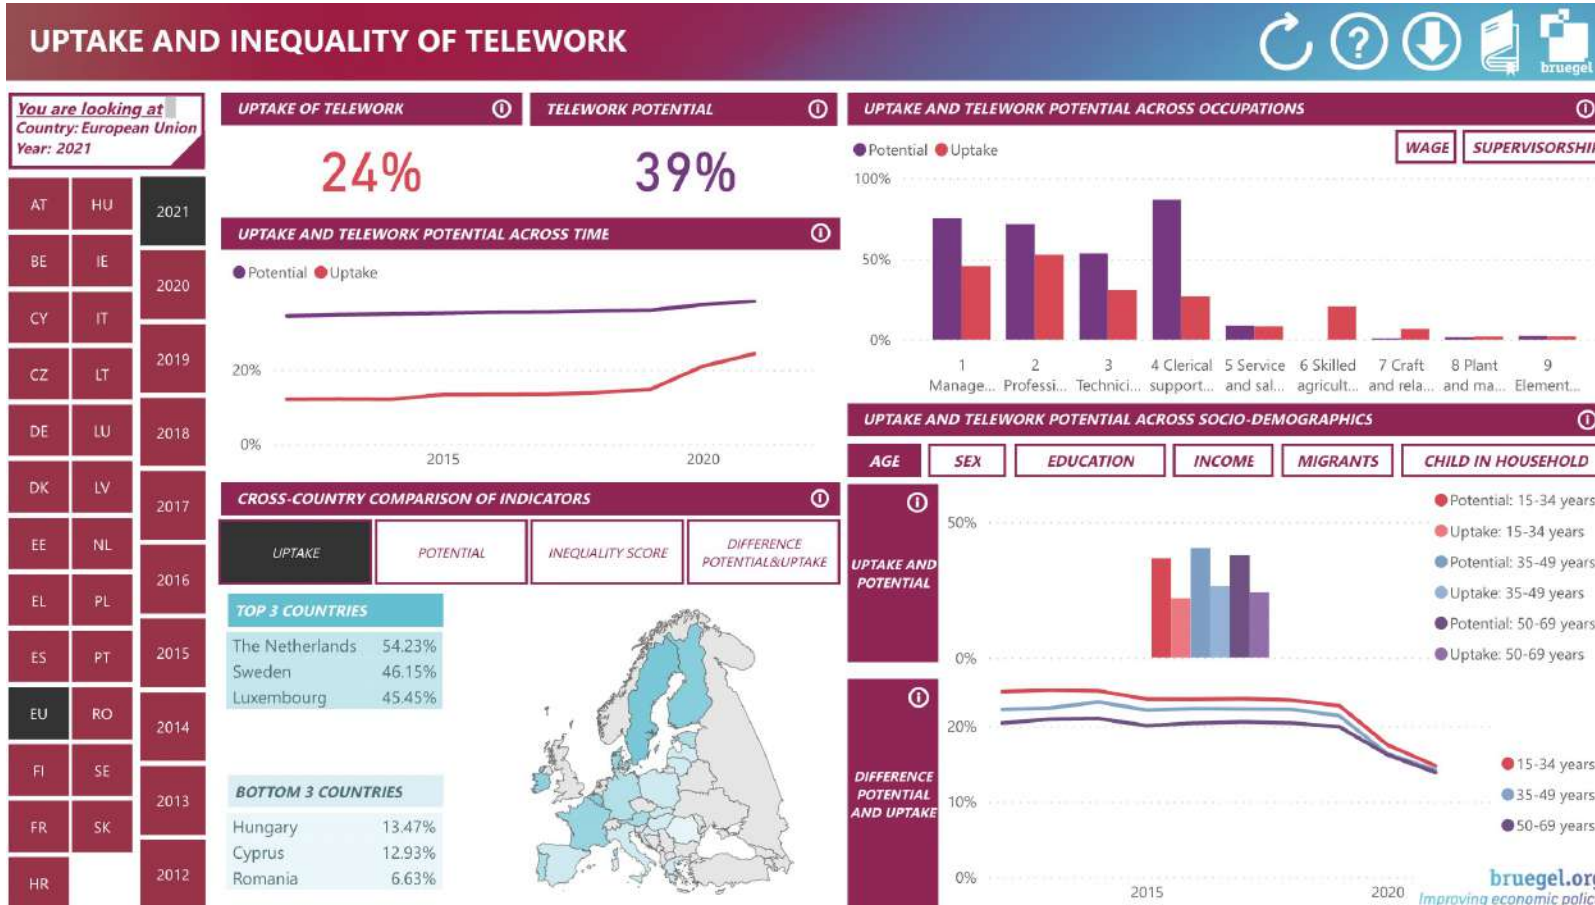 UPTAKE AND INEQUALITY OF TELEWORK
bruegel
You are looking at
Country: European Union
Year: 2021
AT
HU
BE
IE
CY
IT
CZ
LT
DE
LU
DK
LV
EE
NL
EL
PL
ES
PT
EU
RO
FI
SE
FR
SK
HR
2021
2020
2019
2018
2017
2016
2015
2014
2013
2012
UPTAKE OF TELEWORK
24%
TELEWORK POTENTIAL
39%
UPTAKE AND TELEWORK POTENTIAL ACROSS TIME
Potential Uptake
20%
0%
2015 2020
CROSS-COUNTRY COMPARISON OF INDICATORS
UPTAKE
POTENTIAL
INEQUALITY SCORE
DIFFERENCE
POTENTIAL&UPTAKE
TOP 3 COUNTRIES
The Netherlands 54.23%
Sweden 46.15%
Luxembourg 45.45%
BOTTOM 3 COUNTRIES
Hungary 13.47%
Cyprus 12.93%
Romania 6.63%
UPTAKE AND TELEWORK POTENTIAL ACROSS OCCUPATIONS
Potential Uptake
WAGE
SUPERVISORSHI
100%
50%
0%
1
Manage...
2
Professi...
3
Technici...
4 Clerical
support...
5 Service
and sal...
6 Skilled
agricult...
7 Craft
and rela...
8 Plant
and ma...
9
Element...
UPTAKE AND TELEWORK POTENTIAL ACROSS SOCIO-DEMOGRAPHICS
AGE
SEX
EDUCATION
INCOME
MIGRANTS
CHILD IN HOUSEHOLD
UPTAKE AND
POTENTIAL
50%
0%
Potential: 15-34 years
Uptake: 15-34 years
Potential: 35-49 years
Uptake: 35-49 years
Potential: 50-69 years
Uptake: 50-69 years
DIFFERENCE
POTENTIAL
AND UPTAKE
20%
10%
0%
2015 2020
15-34 years
35-49 years
50-69 years
bruegel.org
Improving economic polic